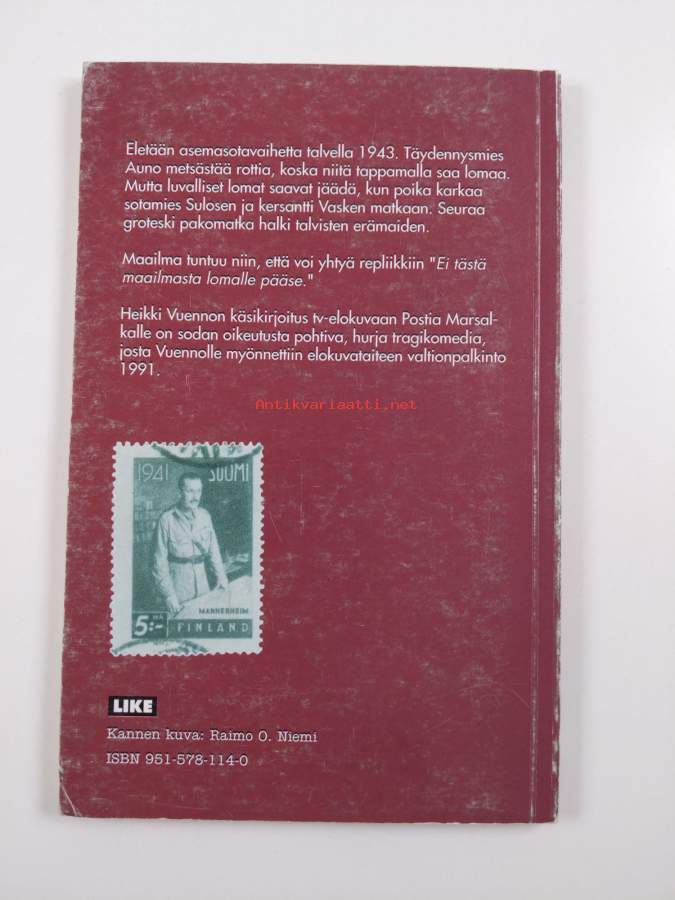 Eletään asemasotavaihetta talvella 1943. Täydennysmies
Auno metsästää rottia, koska niitä tappamalla saa lomaa.
Mutta luvalliset lomat saavat jäädä, kun poika karkaa
sotamies Sulosen ja kersantti Vasken matkaan. Seuraa
groteski pakomatka halki talvisten erämaiden.
Maailma tuntuu niin, että voi yhtyä repliikkiin "Ei tästä
maailmasta lomalle pääse."
Heikki Vuennon käsikirjoitus tv-elokuvaan Postia Marsal-
kalle on sodan oikeutusta pohtiva, hurja tragikomedia,
josta Vuennolle myönnettiin elokuvataiteen valtionpalkinto
1991.
Antikvariaatti.net
1941 SUOMI
MANNERHEIM
5:- MK FINLAND
LIKE
Kannen kuva: Raimo O. Niemi
ISBN 951-578-114-0